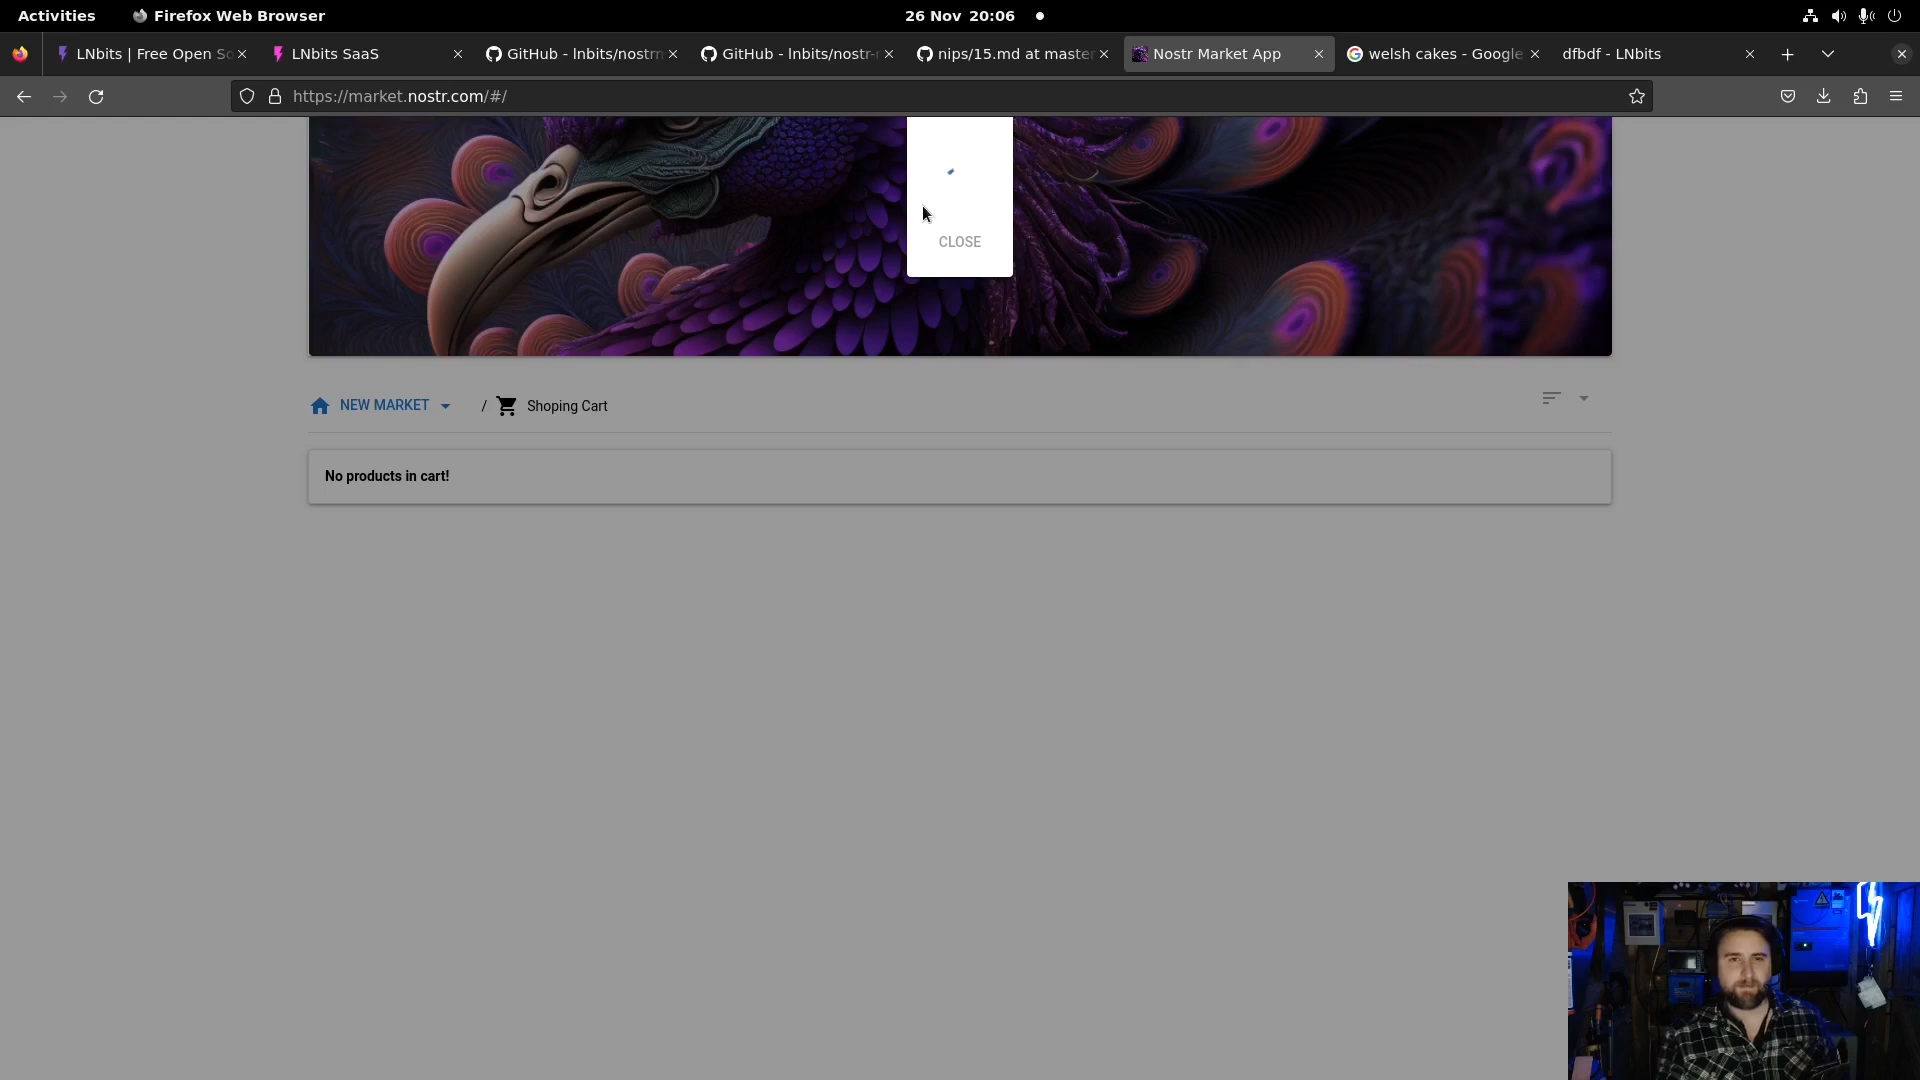 Activities Firefox Web Browser 26 Nov 20:06
LNbits | Free Open So LNbits SaaS GitHub - lnbits/nostrm GitHub - lnbits/nostr- nips/15.md at master Nostr Market App welsh cakes - Google dfbdf - LNbits
https://market.nostr.com/#/
CLOSE
NEW MARKET / Shoping Cart
No products in cart!